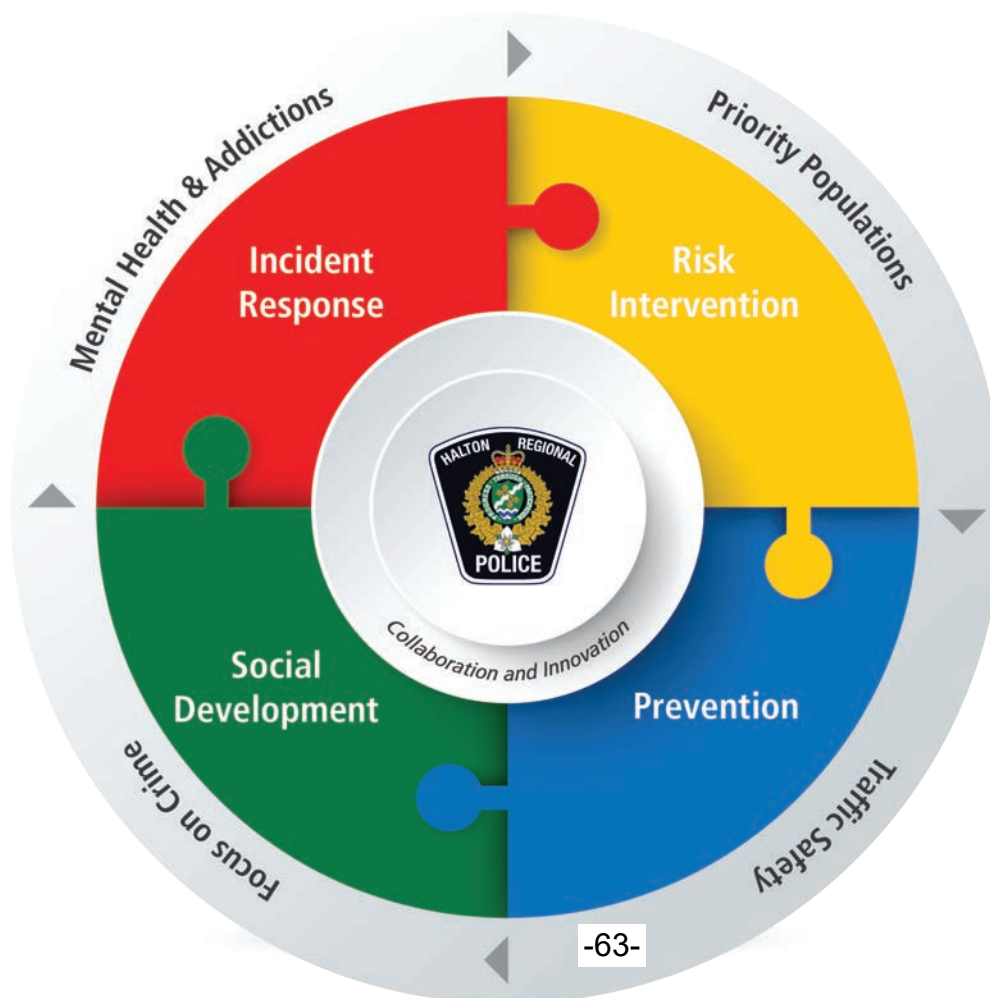 Mental Health & Addictions
Priority Populations
Incident
Response
Risk
Intervention
HALTON REGIONAL
POLICE
Collaboration and Innovation
Social
Development
Prevention
Focus on Crime
Traffic Safety
-63-